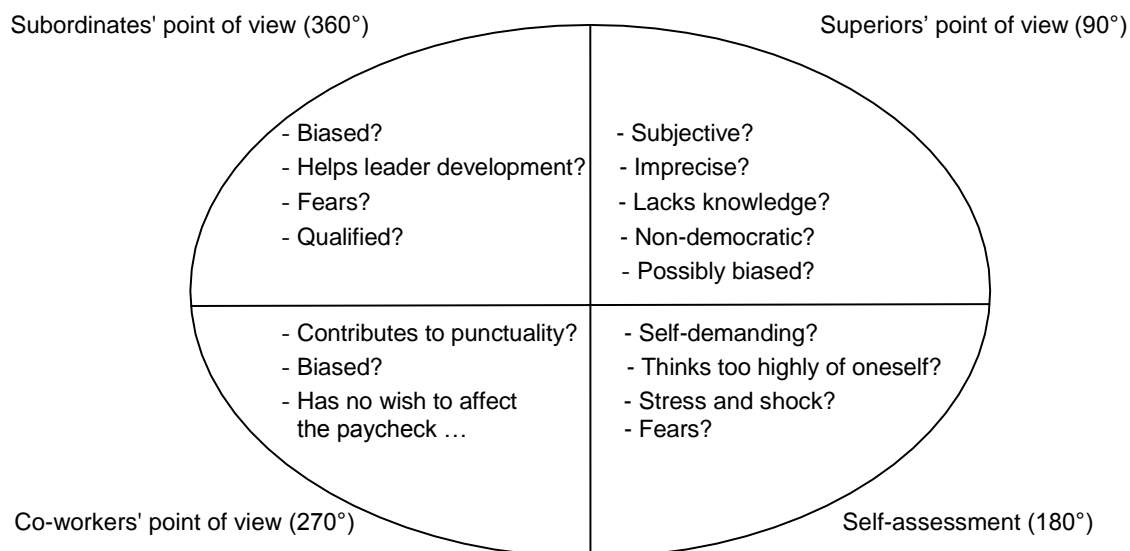 Subordinates' point of view (360°)
Superiors’ point of view (90°)
- Biased?
- Helps leader development?
- Fears?
- Qualified?
- Subjective?
- Imprecise?
- Lacks knowledge?
- Non-democratic?
- Possibly biased?
- Contributes to punctuality?
- Biased?
- Has no wish to affect
the paycheck …
- Self-demanding?
- Thinks too highly of oneself?
- Stress and shock?
- Fears?
Co-workers' point of view (270°)
Self-assessment (180°)